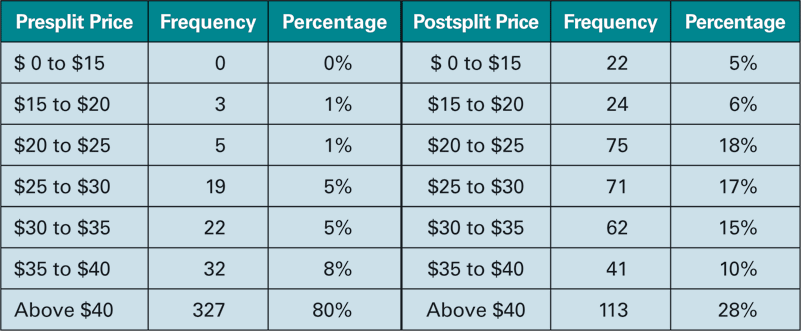 Presplit Price Frequency Percentage Postsplit Price Frequency Percentage
$ 0 to $15 0 0% $ 0 to $15 22 5%
$15 to $20 3 1% $15 to $20 24 6%
$20 to $25 5 1% $20 to $25 75 18%
$25 to $30 19 5% $25 to $30 71 17%
$30 to $35 22 5% $30 to $35 62 15%
$35 to $40 32 8% $35 to $40 41 10%
Above $40 327 80% Above $40 113 28%